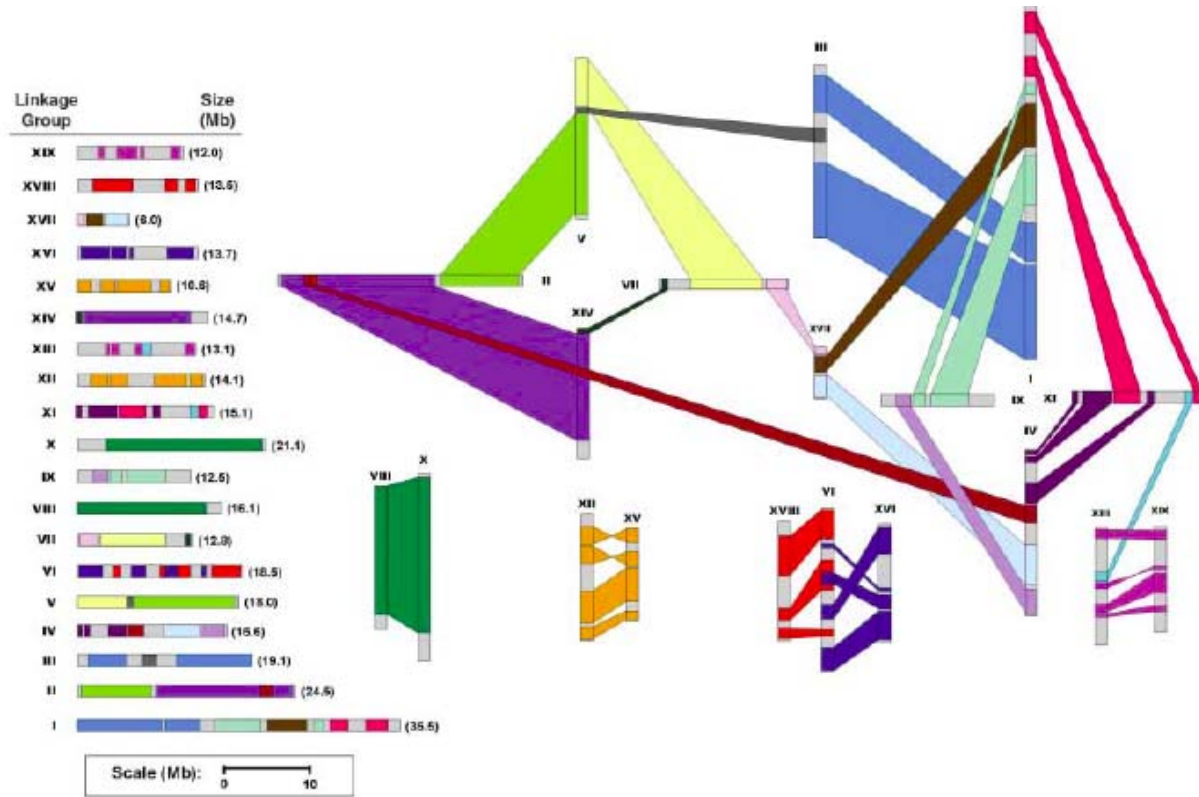 Linkage Group Size (Mb)
XIX (12.0)
XVIII (13.5)
XVII (6.0)
XVI (13.7)
XV (10.6)
XIV (14.7)
XIII (13.1)
XII (14.1)
XI (15.1)
X (21.1)
IX (12.5)
VIII (16.1)
VII (12.8)
VI (18.5)
V (18.0)
IV (16.6)
III (19.1)
II (24.5)
I (35.5)
Scale (Mb):
0 10
III
V
II
VII
XIV
XVII
I
IX XI
IV
VIII X
XII XV
XVIII VI XVI
XIII XIX